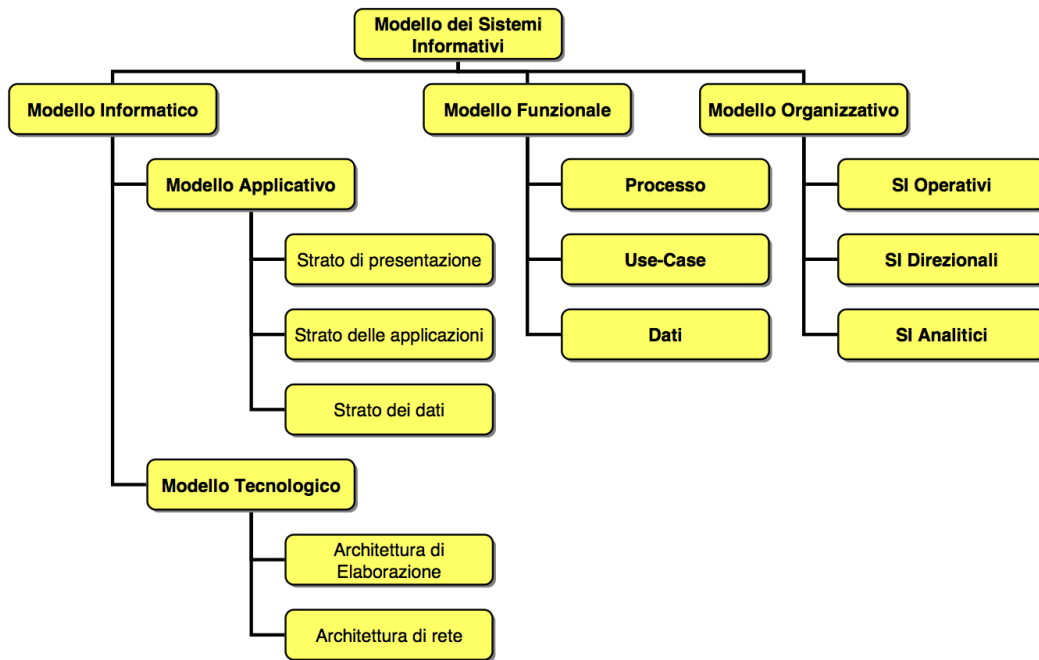 Modello dei Sistemi
Informativi
Modello Informatico
Modello Funzionale
Modello Organizzativo
Modello Applicativo
Processo
SI Operativi
Strato di presentazione
Use-Case
SI Direzionali
Strato delle applicazioni
Dati
SI Analitici
Strato dei dati
Modello Tecnologico
Architettura di
Elaborazione
Architettura di rete